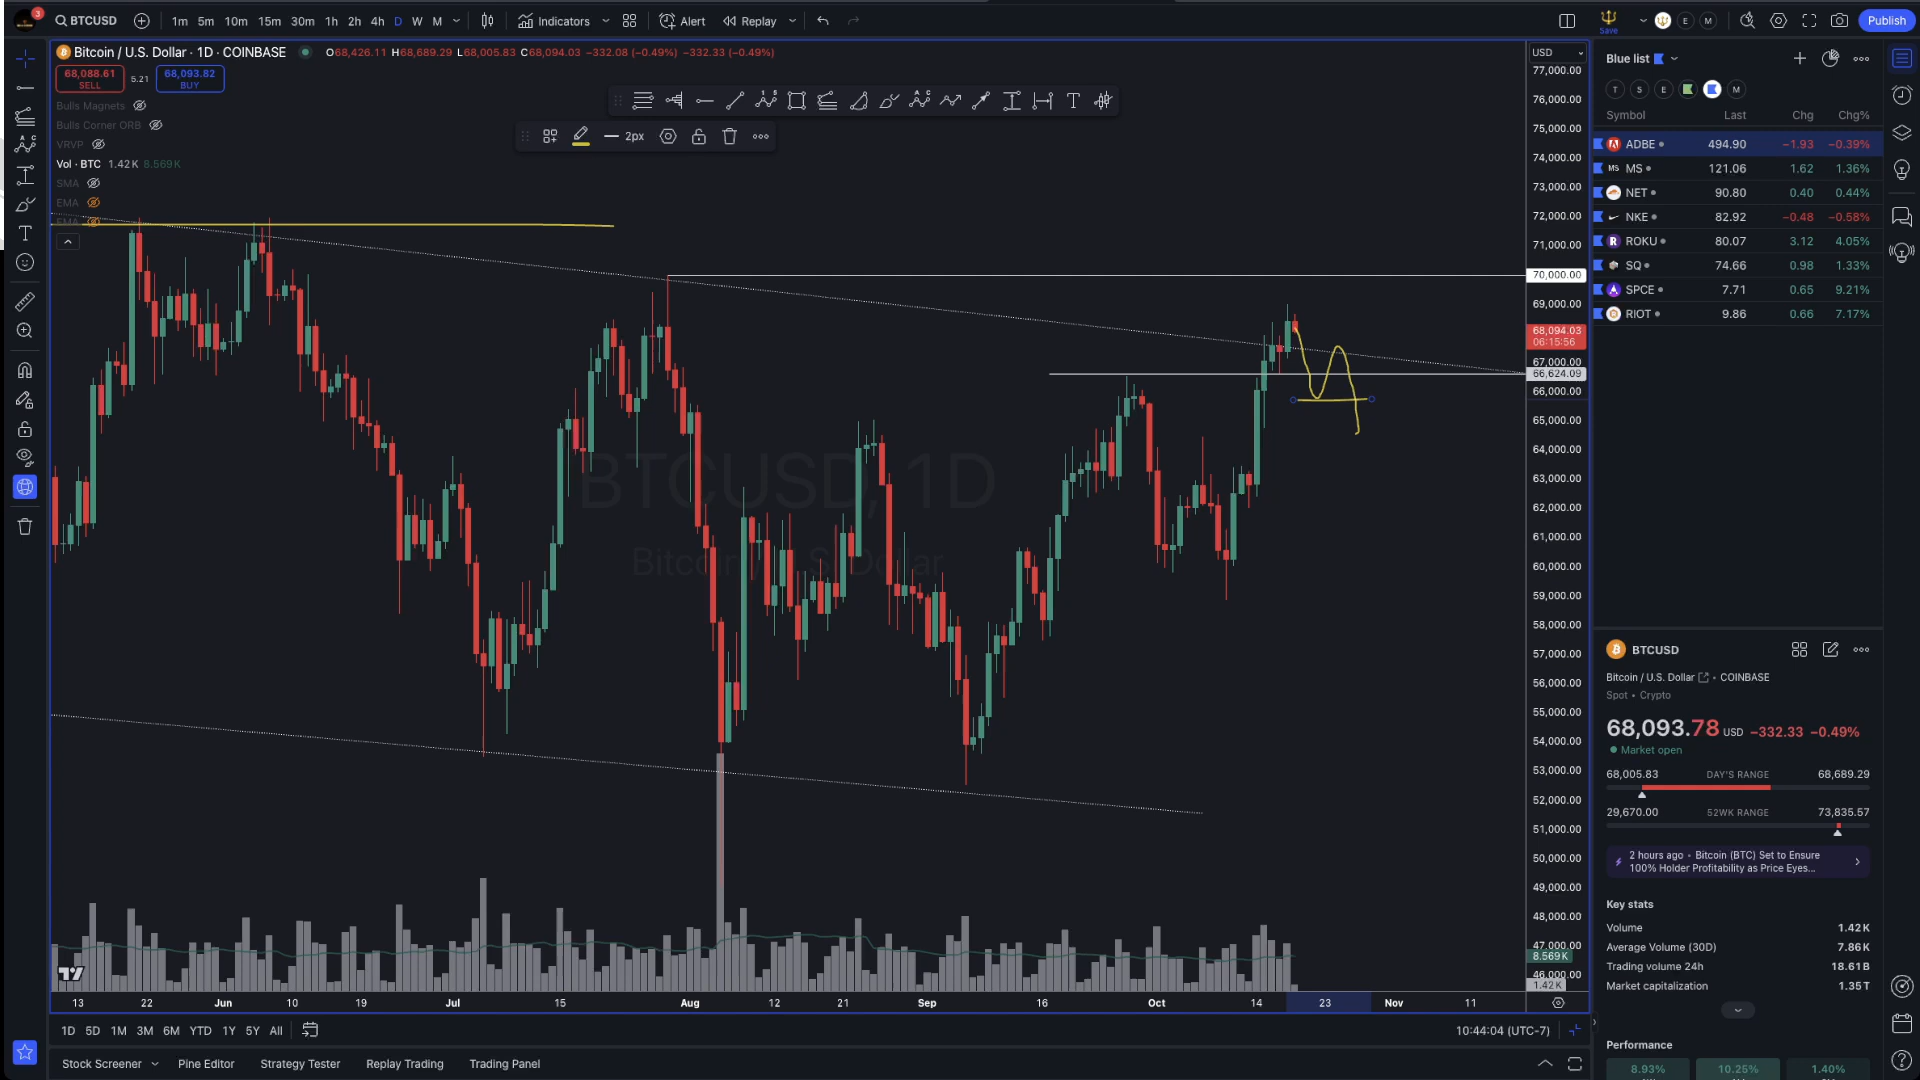 3
BTCUSD 1m 5m 10m 15m 30m 1h 2h 4h D W M Indicators Alert Replay Save E M Publish
Bitcoin / U.S. Dollar · 1D · COINBASE O68,426.11 H68,689.29 L68,005.83 C68,094.03 −332.08 (−0.49%) −332.33 (−0.49%)
68,088.61 5.21 68,093.82
SELL BUY
Bulls Magnets
Bulls Corner ORB
VRVP
Vol · BTC 1.42K 8.569K
SMA
EMA
EMA
2px
BTCUSD, 1D
Bitcoin / U.S. Dollar
USD
77,000.00
76,000.00
75,000.00
74,000.00
73,000.00
72,000.00
71,000.00
70,000.00
69,000.00
68,094.03
06:15:56
67,000.00
66,624.09
66,000.00
65,000.00
64,000.00
63,000.00
62,000.00
61,000.00
60,000.00
59,000.00
58,000.00
57,000.00
56,000.00
55,000.00
54,000.00
53,000.00
52,000.00
51,000.00
50,000.00
49,000.00
48,000.00
47,000.00
8.569K
46,000.00
1.42K
13 22 Jun 10 19 Jul 15 Aug 12 21 Sep 16 Oct 14 23 Nov 11
1D 5D 1M 3M 6M YTD 1Y 5Y All 10:44:04 (UTC-7)
Stock Screener Pine Editor Strategy Tester Replay Trading Trading Panel
Blue list
T S E M
Symbol Last Chg Chg%
ADBE 494.90 −1.93 −0.39%
MS MS 121.06 1.62 1.36%
NET 90.80 0.40 0.44%
NKE 82.92 −0.48 −0.58%
ROKU 80.07 3.12 4.05%
SQ 74.66 0.98 1.33%
SPCE 7.71 0.65 9.21%
RIOT 9.86 0.66 7.17%
BTCUSD
Bitcoin / U.S. Dollar • COINBASE
Spot • Crypto
68,093.78 USD −332.33 −0.49%
Market open
68,005.83 DAY'S RANGE 68,689.29
29,670.00 52WK RANGE 73,835.57
2 hours ago • Bitcoin (BTC) Set to Ensure
100% Holder Profitability as Price Eyes...
Key stats
Volume 1.42K
Average Volume (30D) 7.86K
Trading volume 24h 18.61B
Market capitalization 1.35T
Performance
8.93% 10.25% 1.40%